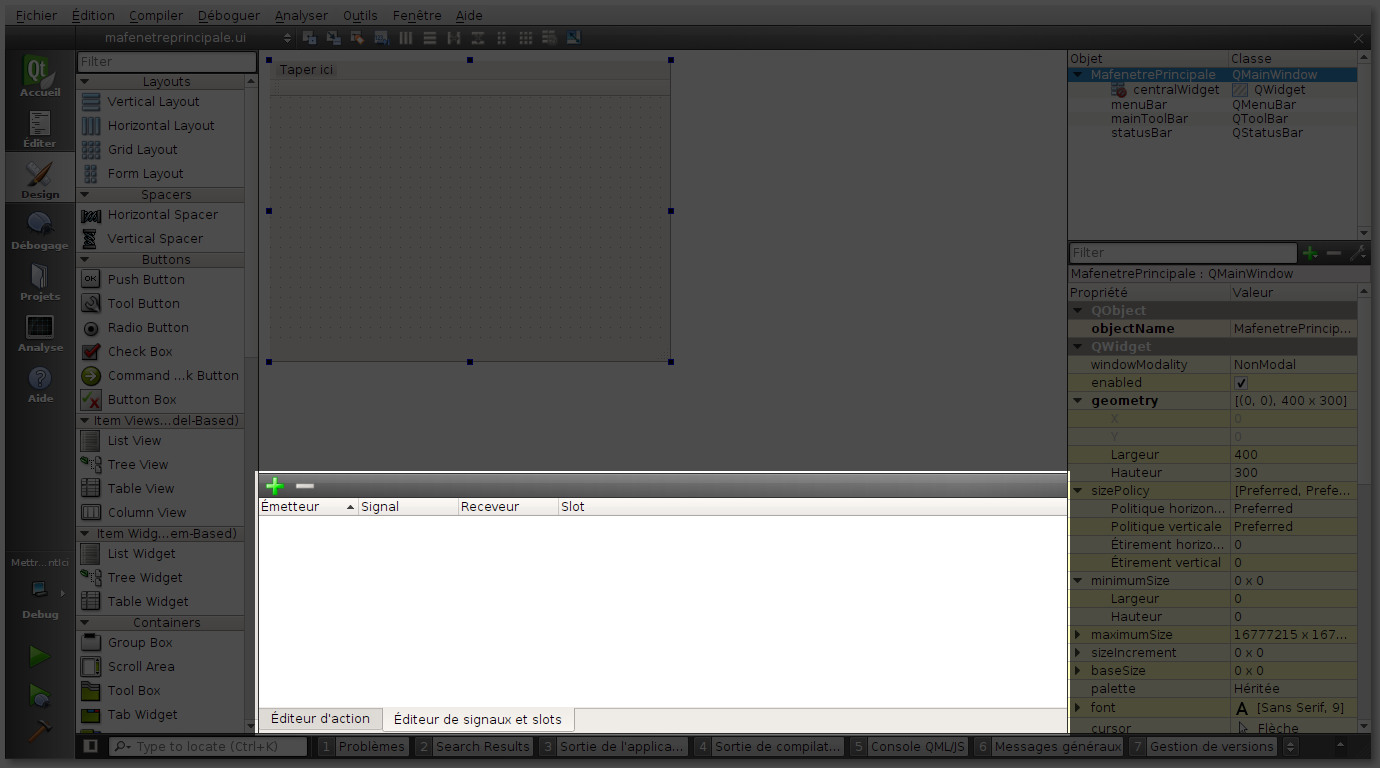 Fichier Édition Compiler Déboguer Analyser Outils Fenêtre Aide
mafenetreprincipale.ui
Qt
Accueil
Éditer
Design
Débogage
Projets
Analyse
Aide
Mettr...ntici
Debug
Filter
Layouts
Vertical Layout
Horizontal Layout
Grid Layout
Form Layout
Spacers
Horizontal Spacer
Vertical Spacer
Buttons
OK Push Button
Tool Button
Radio Button
Check Box
Command ...k Button
Button Box
Item Views...del-Based)
List View
Tree View
Table View
Column View
Item Widg...em-Based)
List Widget
Tree Widget
Table Widget
Containers
Group Box
Scroll Area
Tool Box
Tab Widget
Taper ici
Émetteur Signal Receveur Slot
Éditeur d'action Éditeur de signaux et slots
Objet Classe
MafenetrePrincipale QMainWindow
centralWidget QWidget
menuBar QMenuBar
mainToolBar QToolBar
statusBar QStatusBar
Filter
MafenetrePrincipale : QMainWindow
Propriété Valeur
QObject
objectName MafenetrePrincip...
QWidget
windowModality NonModal
enabled
geometry [(0, 0), 400 x 300]
X 0
Y 0
Largeur 400
Hauteur 300
sizePolicy [Preferred, Prefe...
Politique horizon... Preferred
Politique verticale Preferred
Étirement horizo... 0
Étirement vertical 0
minimumSize 0 x 0
Largeur 0
Hauteur 0
maximumSize 16777215 x 167...
sizeIncrement 0 x 0
baseSize 0 x 0
palette Héritée
font A [Sans Serif, 9]
cursor Flèche
Type to locate (Ctrl+K) 1 Problèmes 2 Search Results 3 Sortie de l'applica... 4 Sortie de compilat... 5 Console QML/JS 6 Messages généraux 7 Gestion de versions